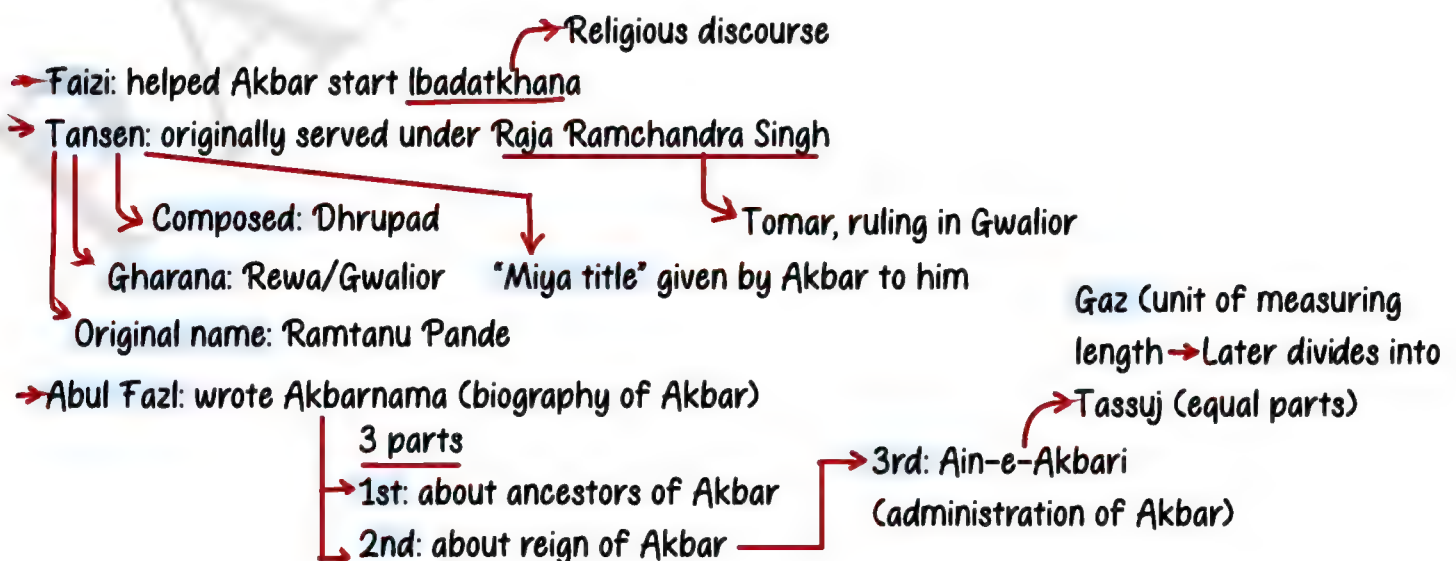 Religious discourse
Faizi: helped Akbar start Ibadatkhana
Tansen: originally served under Raja Ramchandra Singh
Composed: Dhrupad
Tomar, ruling in Gwalior
Gharana: Rewa/Gwalior
"Miya title" given by Akbar to him
Original name: Ramtanu Pande
Gaz (unit of measuring
length → Later divides into
Tassuj (equal parts)
Abul Fazl: wrote Akbarnama (biography of Akbar)
3 parts
1st: about ancestors of Akbar
2nd: about reign of Akbar
3rd: Ain-e-Akbari
(administration of Akbar)